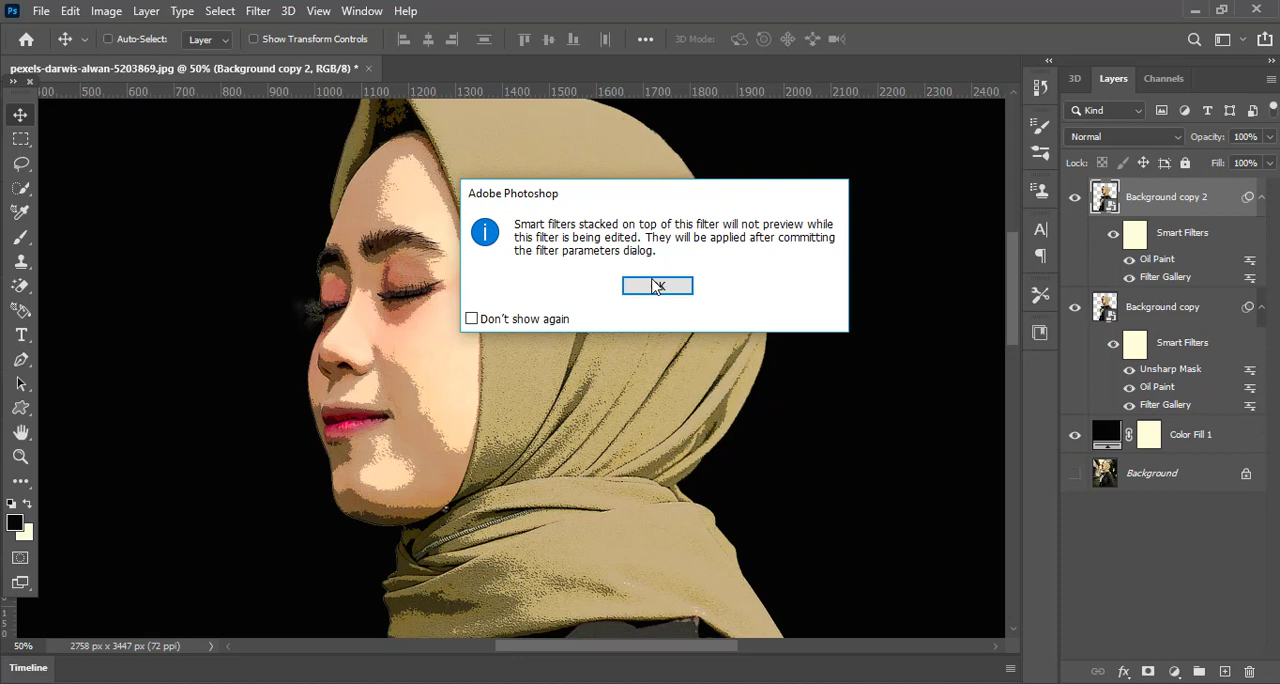 Ps File Edit Image Layer Type Select Filter 3D View Window Help
Auto-Select: Layer Show Transform Controls 3D Mode:
pexels-darwis-alwan-5203869.jpg @ 50% (Background copy 2, RGB/8) * ×
500 600 700 800 900 1000 1100 1200 1300 1400 1500 1600 1700 1800 1900 2000 2100 2200 2300 2400
3D Layers Channels
Kind
Normal Opacity: 100%
Lock: Fill: 100%
Background copy 2
Smart Filters
Oil Paint
Filter Gallery
Background copy
Smart Filters
Unsharp Mask
Oil Paint
Filter Gallery
Color Fill 1
Background
Adobe Photoshop
Smart filters stacked on top of this filter will not preview while
this filter is being edited. They will be applied after committing
the filter parameters dialog.
Don't show again
50% 2758 px x 3447 px (72 ppi)
Timeline